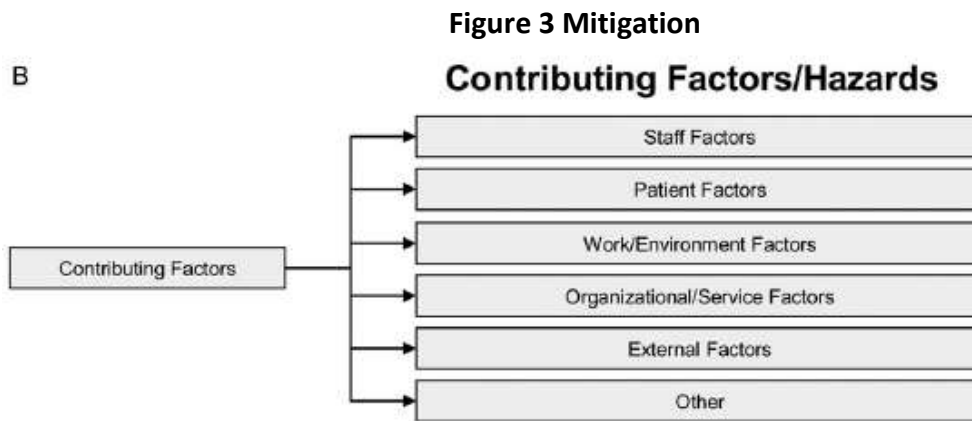 Figure 3 Mitigation
B
Contributing Factors/Hazards
Staff Factors
Patient Factors
Work/Environment Factors
Contributing Factors
Organizational/Service Factors
External Factors
Other